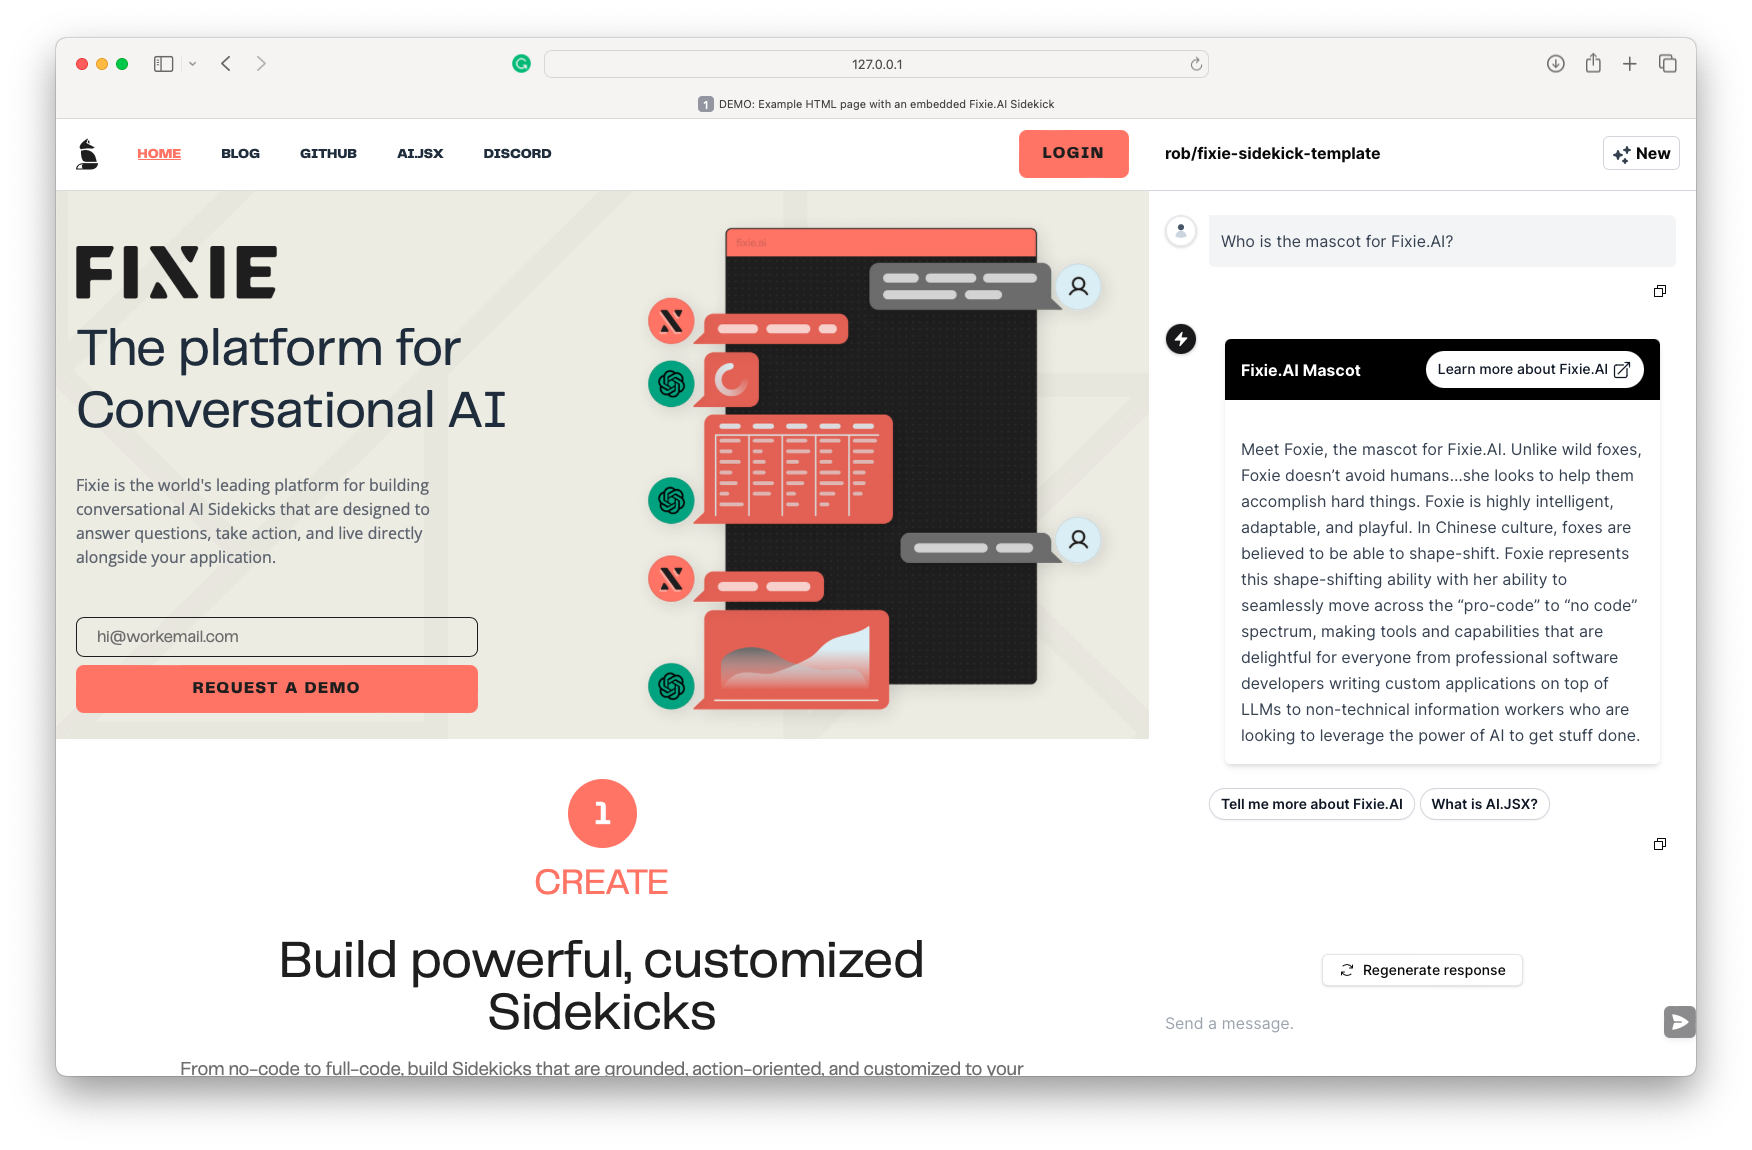 127.0.0.1
1 DEMO: Example HTML page with an embedded Fixie.AI Sidekick
HOME BLOG GITHUB AI.JSX DISCORD
LOGIN
FIXIE
The platform for
Conversational AI
Fixie is the world's leading platform for building
conversational AI Sidekicks that are designed to
answer questions, take action, and live directly
alongside your application.
hi@workemail.com
REQUEST A DEMO
fixie.ai
1
CREATE
Build powerful, customized
Sidekicks
From no-code to full-code, build Sidekicks that are grounded, action-oriented, and customized to your
rob/fixie-sidekick-template
New
Who is the mascot for Fixie.AI?
Fixie.AI Mascot
Learn more about Fixie.AI
Meet Foxie, the mascot for Fixie.AI. Unlike wild foxes,
Foxie doesn’t avoid humans...she looks to help them
accomplish hard things. Foxie is highly intelligent,
adaptable, and playful. In Chinese culture, foxes are
believed to be able to shape-shift. Foxie represents
this shape-shifting ability with her ability to
seamlessly move across the “pro-code” to “no code”
spectrum, making tools and capabilities that are
delightful for everyone from professional software
developers writing custom applications on top of
LLMs to non-technical information workers who are
looking to leverage the power of AI to get stuff done.
Tell me more about Fixie.AI
What is AI.JSX?
Regenerate response
Send a message.